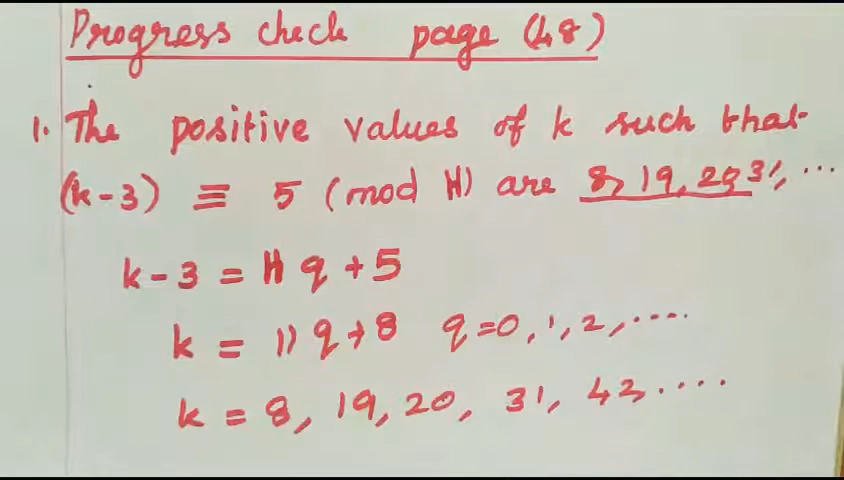 Progress check page (48)
1. The positive values of k such that
(k-3) ≡ 5 (mod 11) are 8, 19, 20, 31, ...
k-3 = 11 q + 5
k = 11 q + 8 q = 0, 1, 2, ....
k = 8, 19, 20, 31, 42 ....